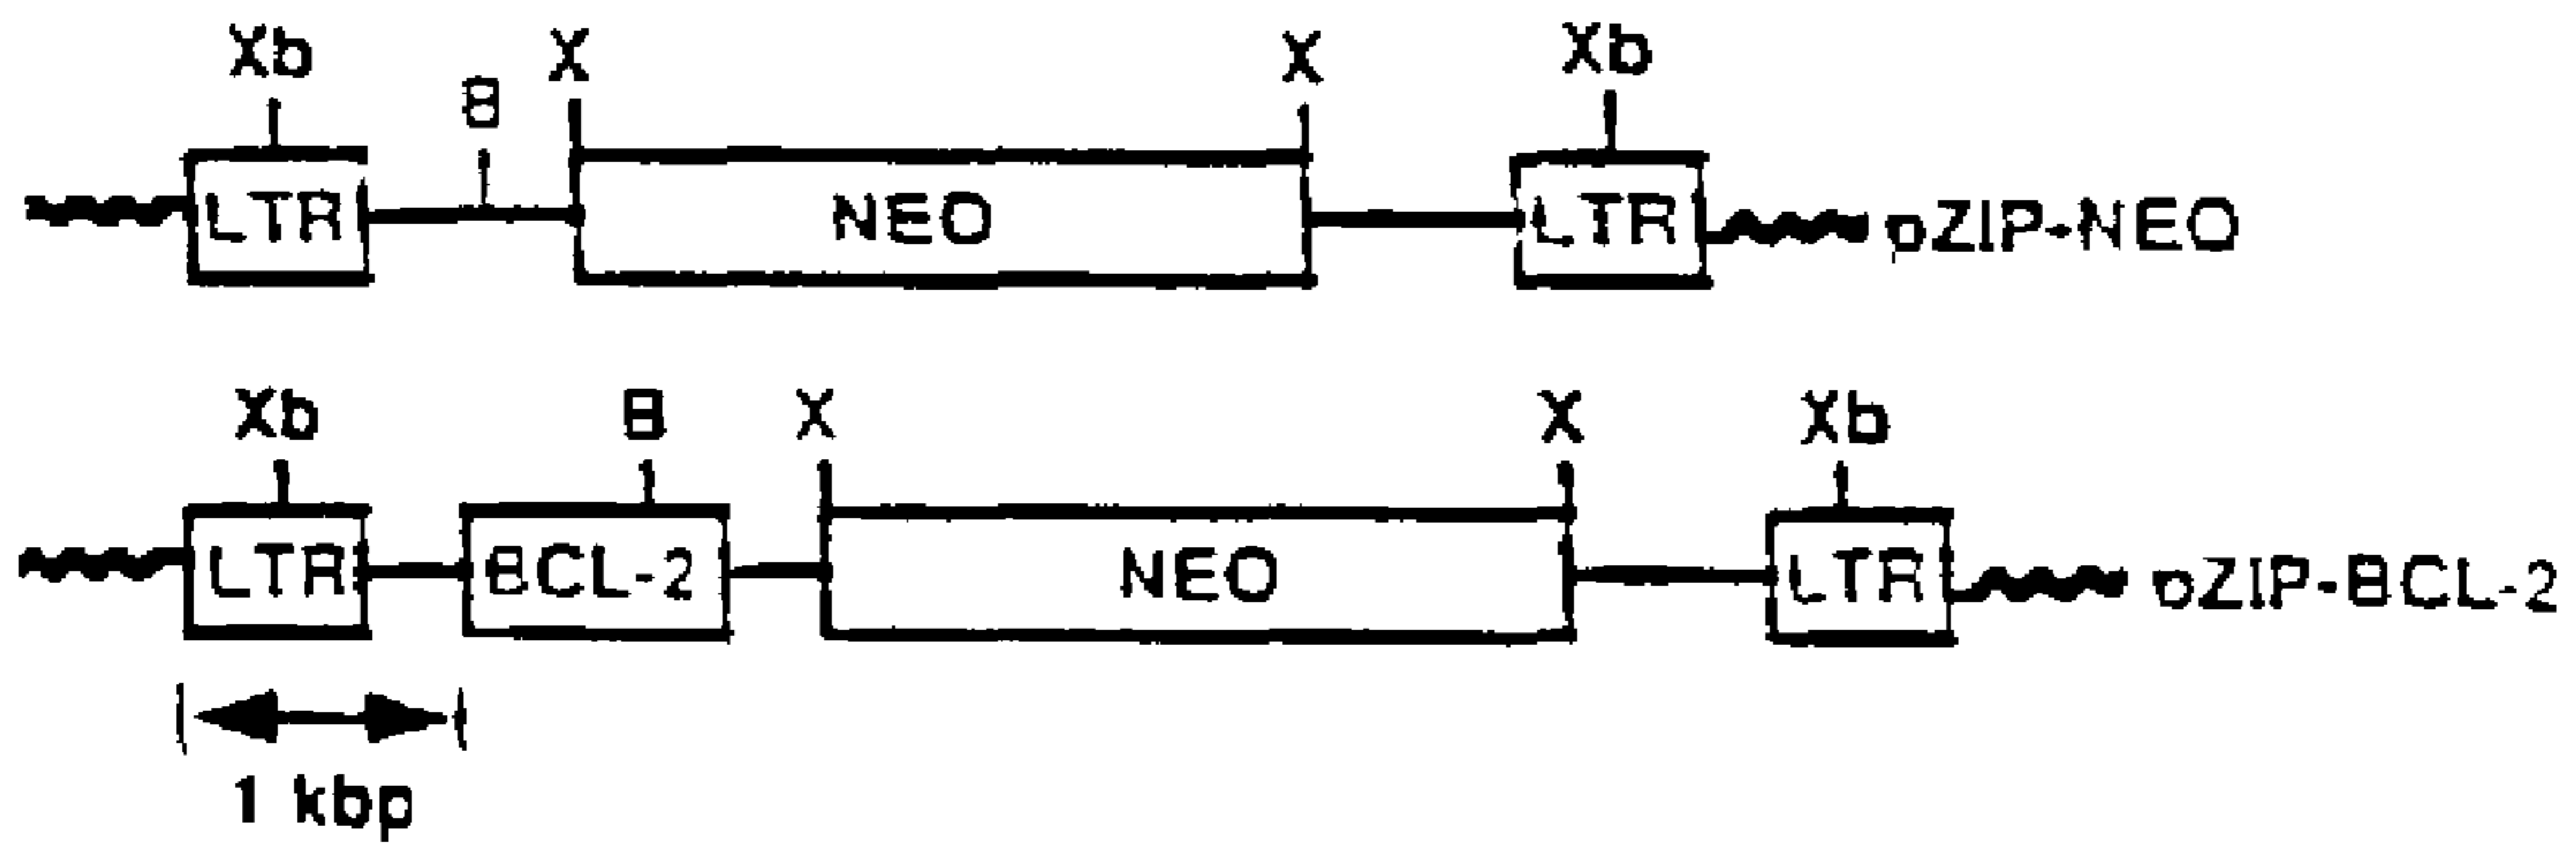 Xb B X X Xb
LTR NEO LTR pZIP-NEO
Xb B X X Xb
LTR BCL-2 NEO LTR pZIP-BCL-2
1 kbp